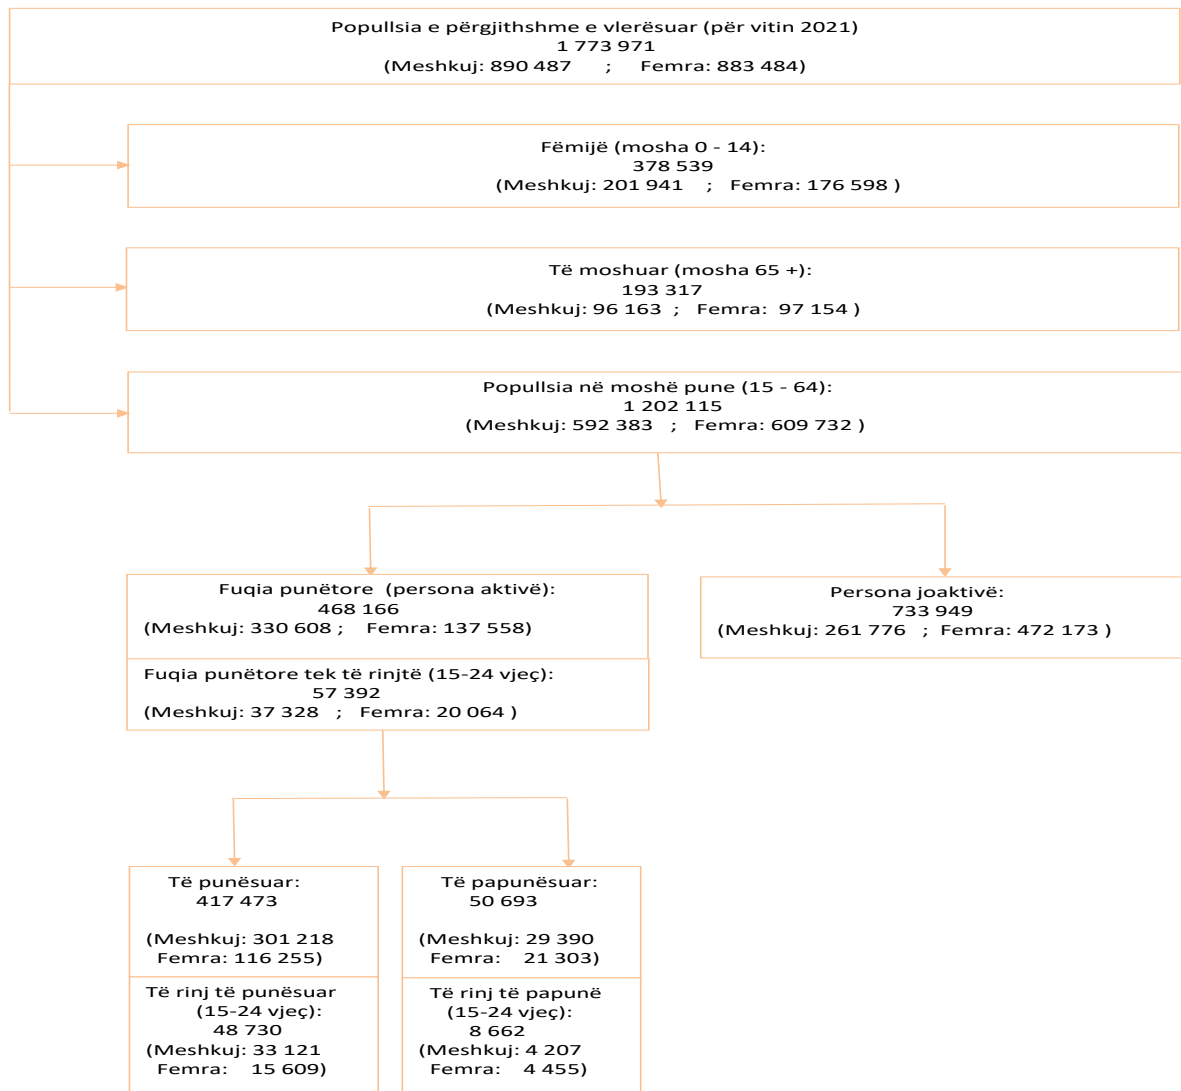 Popullsia e përgjithshme e vlerësuar (për vitin 2021)
1 773 971
(Meshkuj: 890 487 ; Femra: 883 484)
Fëmijë (mosha 0 - 14):
378 539
(Meshkuj: 201 941 ; Femra: 176 598 )
Të moshuar (mosha 65 +):
193 317
(Meshkuj: 96 163 ; Femra: 97 154 )
Popullsia në moshë pune (15 - 64):
1 202 115
(Meshkuj: 592 383 ; Femra: 609 732 )
Fuqia punëtore (persona aktivë):
468 166
(Meshkuj: 330 608 ; Femra: 137 558)
Fuqia punëtore tek të rinjtë (15-24 vjeç):
57 392
(Meshkuj: 37 328 ; Femra: 20 064 )
Persona joaktivë:
733 949
(Meshkuj: 261 776 ; Femra: 472 173 )
Të punësuar:
417 473
(Meshkuj: 301 218
Femra: 116 255)
Të rinj të punësuar
(15-24 vjeç):
48 730
(Meshkuj: 33 121
Femra: 15 609)
Të papunësuar:
50 693
(Meshkuj: 29 390
Femra: 21 303)
Të rinj të papunë
(15-24 vjeç):
8 662
(Meshkuj: 4 207
Femra: 4 455)